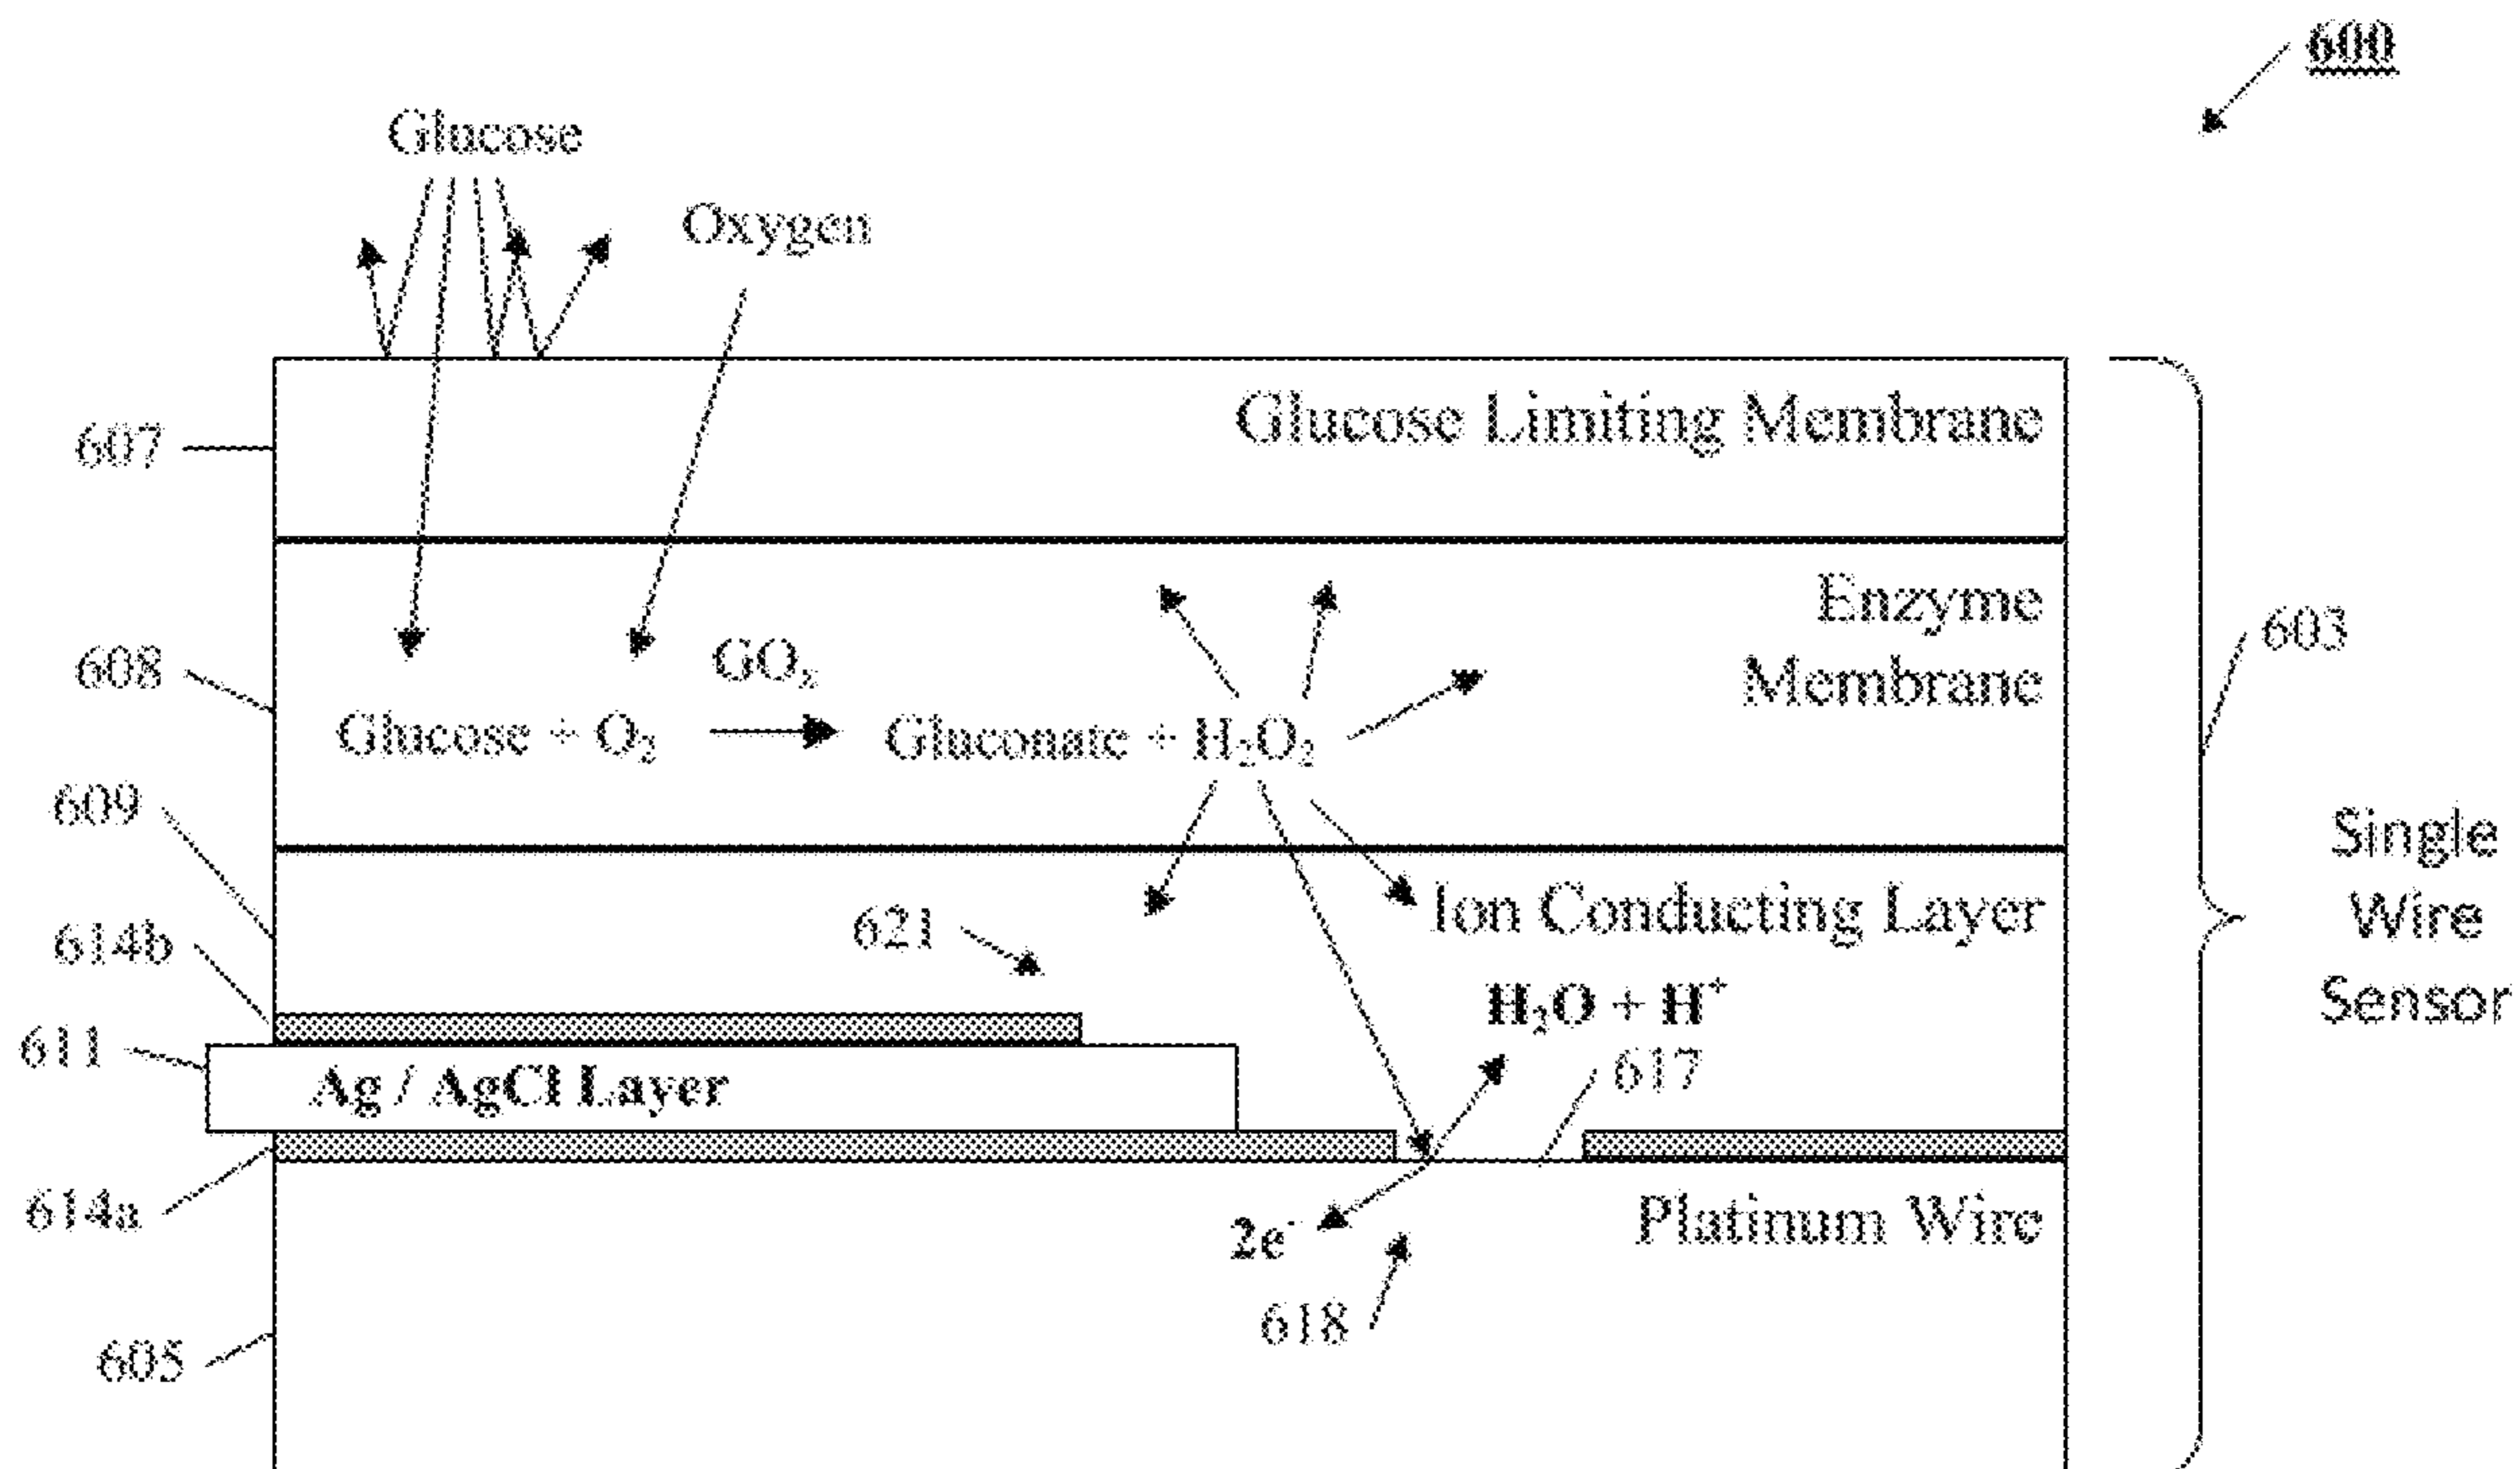 600
Glucose
Oxygen
607
Glucose Limiting Membrane
Enzyme
Membrane
603
608
GOx
Glucose + O₂
Gluconate + H₂O₂
609
Single
Wire
Sensor
614b
621
Ion Conducting Layer
H₂O + H⁺
611
Ag / AgCl Layer
617
614a
2e⁻
Platinum Wire
618
605